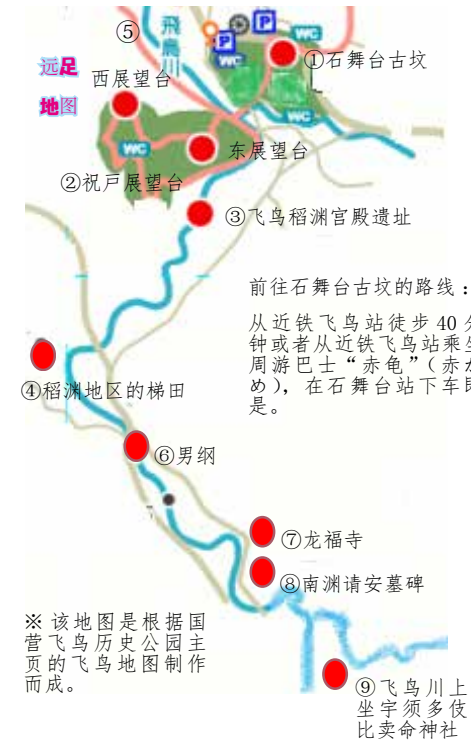 ⑤
飛鳥川
P
P
WC
①石舞台古坟
远足
地图
西展望台
WC
WC
WC
东展望台
②祝户展望台
③飞鸟稻渊宫殿遗址
前往石舞台古坟的路线：
从近铁飞鸟站徒步 40 分
钟或者从近铁飞鸟站乘坐
周游巴士“赤龟”（赤か
め），在石舞台站下车即
是。
④稻渊地区的梯田
⑥男纲
⑦龙福寺
⑧南渊请安墓碑
※ 该地图是根据国
营飞鸟历史公园主
页的飞鸟地图制作
而成。
⑨飞鸟川上
坐宇须多伎
比卖命神社